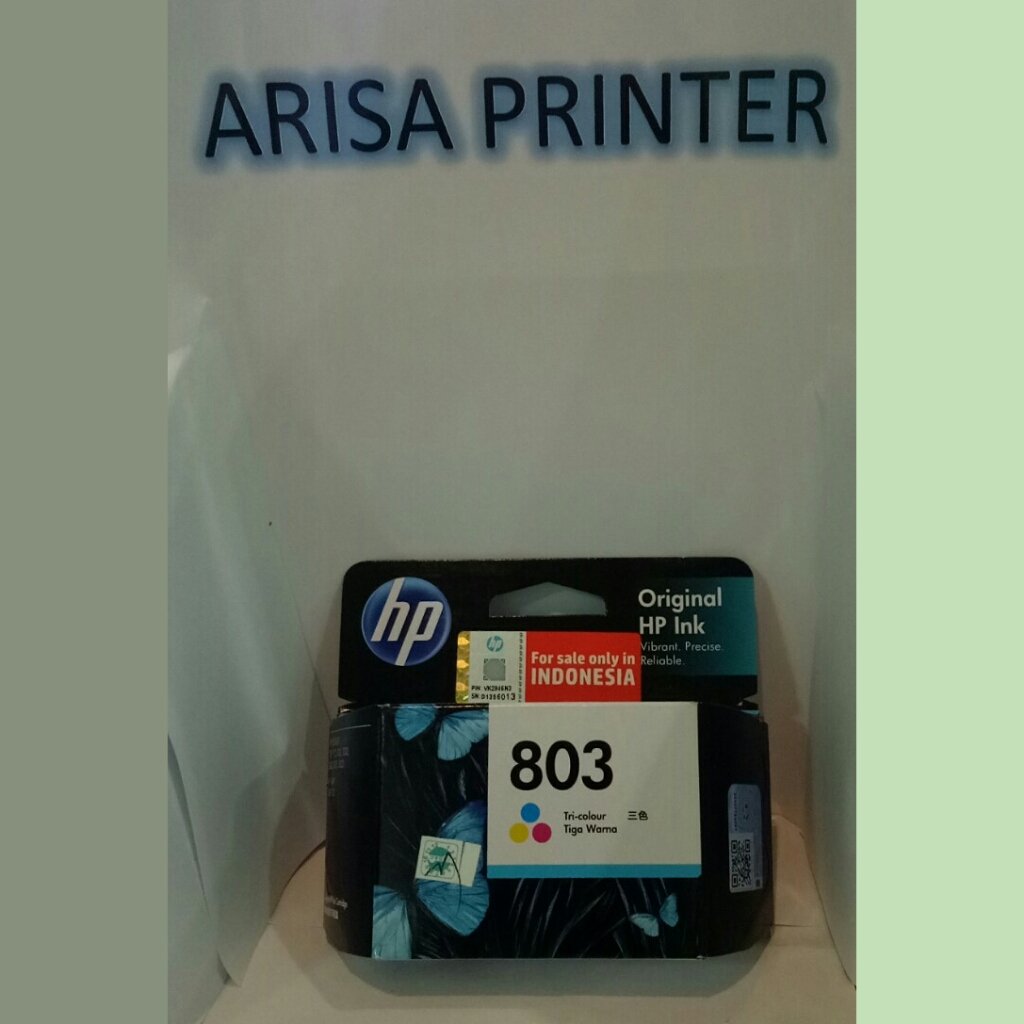 ARISA PRINTER
hp
Original
HP Ink
Vibrant. Precise.
Reliable.
hp
For sale only in
INDONESIA
803
Tri-colour 三色
Tiga Warna